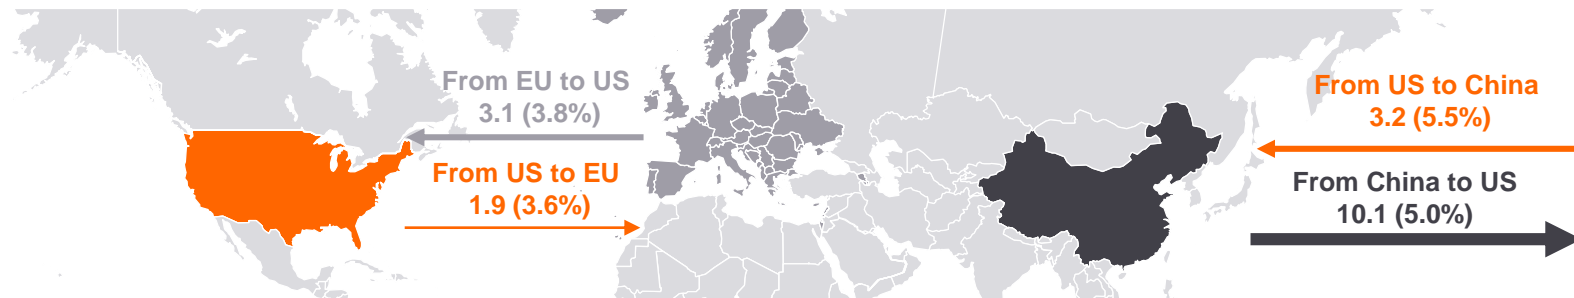 From EU to US
3.1 (3.8%)
From US to EU
1.9 (3.6%)
From US to China
3.2 (5.5%)
From China to US
10.1 (5.0%)